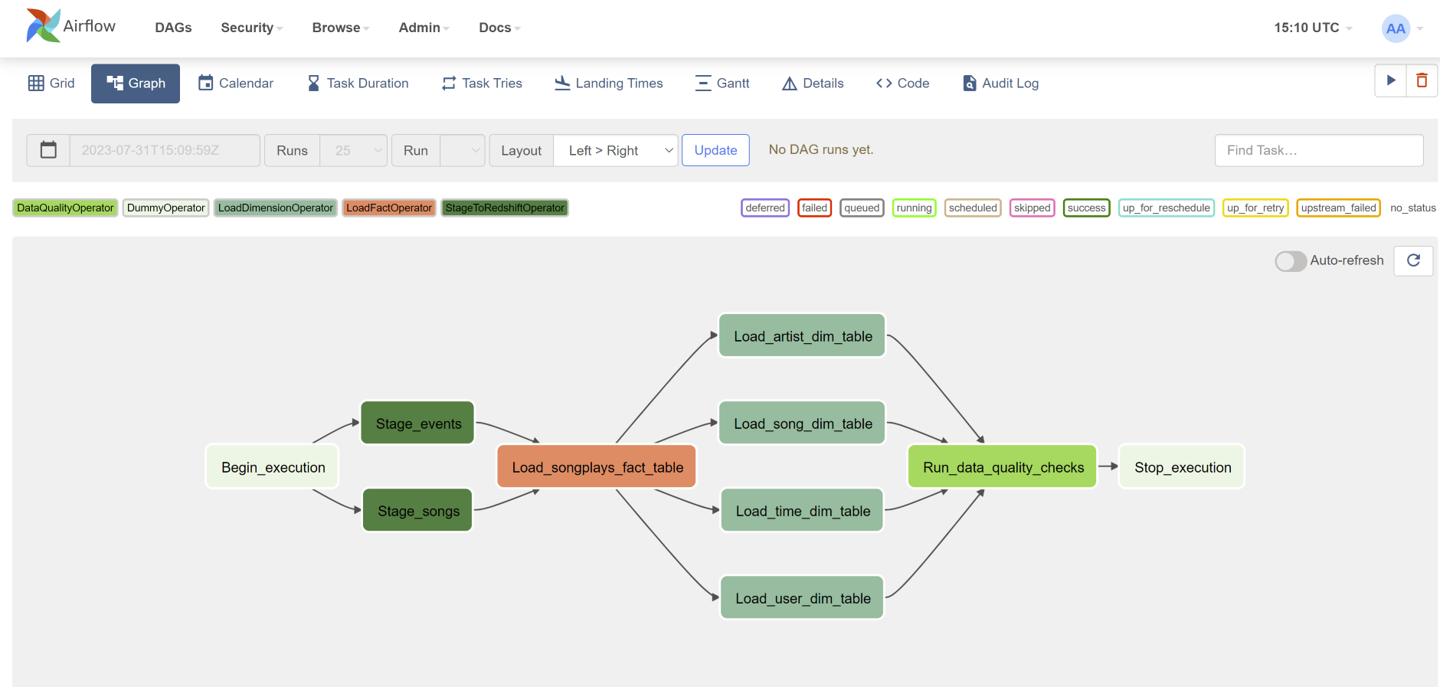 Airflow DAGs Security Browse Admin Docs 15:10 UTC AA
Grid Graph Calendar Task Duration Task Tries Landing Times Gantt Details Code Audit Log
2023-07-31T15:09:59Z Runs 25 Run Layout Left > Right Update No DAG runs yet. Find Task...
DataQualityOperator DummyOperator LoadDimensionOperator LoadFactOperator StageToRedshiftOperator deferred failed queued running scheduled skipped success up_for_reschedule up_for_retry upstream_failed no_status
Auto-refresh
Load_artist_dim_table
Stage_events Load_song_dim_table
Begin_execution Load_songplays_fact_table Run_data_quality_checks Stop_execution
Stage_songs Load_time_dim_table
Load_user_dim_table